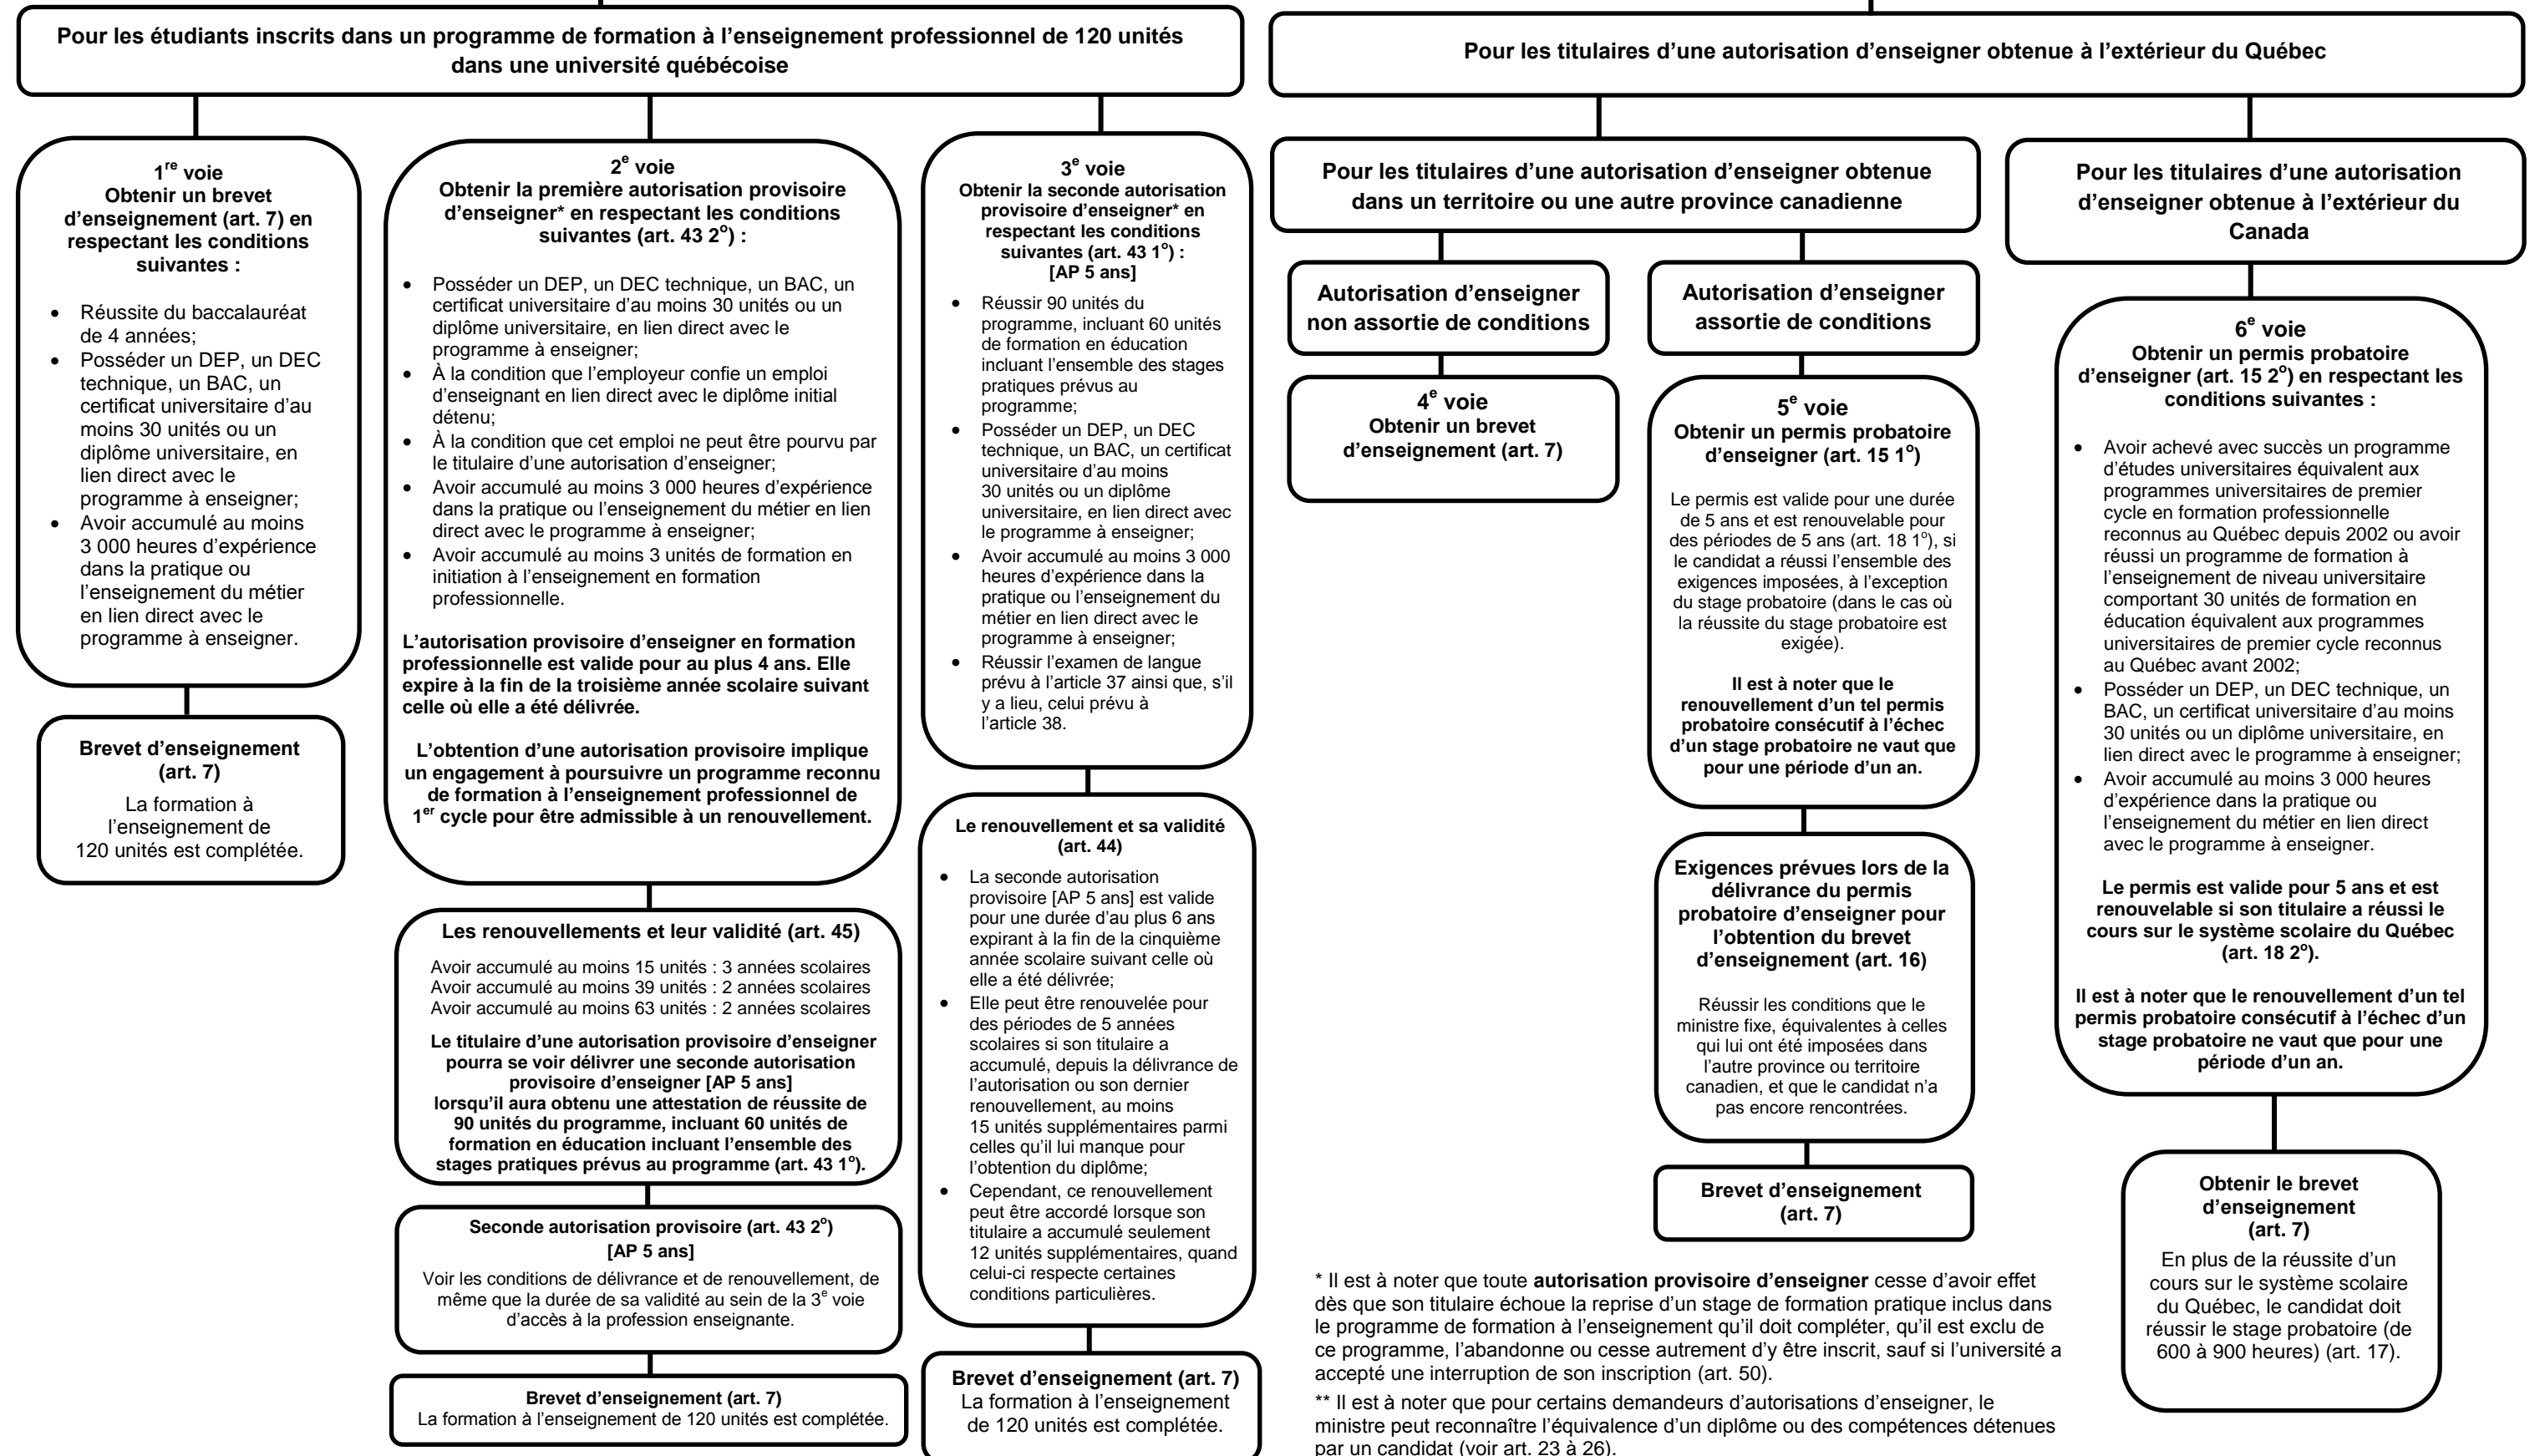 Pour les étudiants inscrits dans un programme de formation à l’enseignement professionnel de 120 unités
dans une université québécoise
Pour les titulaires d’une autorisation d’enseigner obtenue à l’extérieur du Québec
1re voie
Obtenir un brevet
d’enseignement (art. 7) en
respectant les conditions
suivantes :
• Réussite du baccalauréat
de 4 années;
• Posséder un DEP, un DEC
technique, un BAC, un
certificat universitaire d’au
moins 30 unités ou un
diplôme universitaire, en
lien direct avec le
programme à enseigner;
• Avoir accumulé au moins
3 000 heures d’expérience
dans la pratique ou
l’enseignement du métier
en lien direct avec le
programme à enseigner.
Brevet d’enseignement
(art. 7)
La formation à
l’enseignement de
120 unités est complétée.
2e voie
Obtenir la première autorisation provisoire
d’enseigner* en respectant les conditions
suivantes (art. 43 2o) :
• Posséder un DEP, un DEC technique, un BAC, un
certificat universitaire d’au moins 30 unités ou un
diplôme universitaire, en lien direct avec le
programme à enseigner;
• À la condition que l’employeur confie un emploi
d’enseignant en lien direct avec le diplôme initial
détenu;
• À la condition que cet emploi ne peut être pourvu par
le titulaire d’une autorisation d’enseigner;
• Avoir accumulé au moins 3 000 heures d’expérience
dans la pratique ou l’enseignement du métier en lien
direct avec le programme à enseigner;
• Avoir accumulé au moins 3 unités de formation en
initiation à l’enseignement en formation
professionnelle.
L’autorisation provisoire d’enseigner en formation
professionnelle est valide pour au plus 4 ans. Elle
expire à la fin de la troisième année scolaire suivant
celle où elle a été délivrée.
L’obtention d’une autorisation provisoire implique
un engagement à poursuivre un programme reconnu
de formation à l’enseignement professionnel de
1er cycle pour être admissible à un renouvellement.
Les renouvellements et leur validité (art. 45)
Avoir accumulé au moins 15 unités : 3 années scolaires
Avoir accumulé au moins 39 unités : 2 années scolaires
Avoir accumulé au moins 63 unités : 2 années scolaires
Le titulaire d’une autorisation provisoire d’enseigner
pourra se voir délivrer une seconde autorisation
provisoire d’enseigner [AP 5 ans]
lorsqu’il aura obtenu une attestation de réussite de
90 unités du programme, incluant 60 unités de
formation en éducation incluant l’ensemble des
stages pratiques prévus au programme (art. 43 1o).
Seconde autorisation provisoire (art. 43 2o)
[AP 5 ans]
Voir les conditions de délivrance et de renouvellement, de
même que la durée de sa validité au sein de la 3e voie
d’accès à la profession enseignante.
Brevet d’enseignement (art. 7)
La formation à l’enseignement de 120 unités est complétée.
3e voie
Obtenir la seconde autorisation
provisoire d’enseigner* en
respectant les conditions
suivantes (art. 43 1o) :
[AP 5 ans]
• Réussir 90 unités du
programme, incluant 60 unités
de formation en éducation
incluant l’ensemble des stages
pratiques prévus au
programme;
• Posséder un DEP, un DEC
technique, un BAC, un certificat
universitaire d’au moins
30 unités ou un diplôme
universitaire, en lien direct avec
le programme à enseigner;
• Avoir accumulé au moins 3 000
heures d’expérience dans la
pratique ou l’enseignement du
métier en lien direct avec le
programme à enseigner;
• Réussir l’examen de langue
prévu à l’article 37 ainsi que, s’il
y a lieu, celui prévu à
l’article 38.
Le renouvellement et sa validité
(art. 44)
• La seconde autorisation
provisoire [AP 5 ans] est valide
pour une durée d’au plus 6 ans
expirant à la fin de la cinquième
année scolaire suivant celle où
elle a été délivrée;
• Elle peut être renouvelée pour
des périodes de 5 années
scolaires si son titulaire a
accumulé, depuis la délivrance de
l’autorisation ou son dernier
renouvellement, au moins
15 unités supplémentaires parmi
celles qu’il lui manque pour
l’obtention du diplôme;
• Cependant, ce renouvellement
peut être accordé lorsque son
titulaire a accumulé seulement
12 unités supplémentaires, quand
celui-ci respecte certaines
conditions particulières.
Brevet d’enseignement (art. 7)
La formation à l’enseignement
de 120 unités est complétée.
Pour les titulaires d’une autorisation d’enseigner obtenue
dans un territoire ou une autre province canadienne
Autorisation d’enseigner
non assortie de conditions
4e voie
Obtenir un brevet
d’enseignement (art. 7)
Autorisation d’enseigner
assortie de conditions
5e voie
Obtenir un permis probatoire
d’enseigner (art. 15 1o)
Le permis est valide pour une durée
de 5 ans et est renouvelable pour
des périodes de 5 ans (art. 18 1o), si
le candidat a réussi l’ensemble des
exigences imposées, à l’exception
du stage probatoire (dans le cas où
la réussite du stage probatoire est
exigée).
Il est à noter que le
renouvellement d’un tel permis
probatoire consécutif à l’échec
d’un stage probatoire ne vaut que
pour une période d’un an.
Exigences prévues lors de la
délivrance du permis
probatoire d’enseigner pour
l’obtention du brevet
d’enseignement (art. 16)
Réussir les conditions que le
ministre fixe, équivalentes à celles
qui lui ont été imposées dans
l’autre province ou territoire
canadien, et que le candidat n’a
pas encore rencontrées.
Brevet d’enseignement
(art. 7)
Pour les titulaires d’une autorisation
d’enseigner obtenue à l’extérieur du
Canada
6e voie
Obtenir un permis probatoire
d’enseigner (art. 15 2o) en respectant les
conditions suivantes :
• Avoir achevé avec succès un programme
d’études universitaires équivalent aux
programmes universitaires de premier
cycle en formation professionnelle
reconnus au Québec depuis 2002 ou avoir
réussi un programme de formation à
l’enseignement de niveau universitaire
comportant 30 unités de formation en
éducation équivalent aux programmes
universitaires de premier cycle reconnus
au Québec avant 2002;
• Posséder un DEP, un DEC technique, un
BAC, un certificat universitaire d’au moins
30 unités ou un diplôme universitaire, en
lien direct avec le programme à enseigner;
• Avoir accumulé au moins 3 000 heures
d’expérience dans la pratique ou
l’enseignement du métier en lien direct
avec le programme à enseigner.
Le permis est valide pour 5 ans et est
renouvelable si son titulaire a réussi le
cours sur le système scolaire du Québec
(art. 18 2o).
Il est à noter que le renouvellement d’un tel
permis probatoire consécutif à l’échec d’un
stage probatoire ne vaut que pour une
période d’un an.
Obtenir le brevet
d’enseignement
(art. 7)
En plus de la réussite d’un
cours sur le système scolaire
du Québec, le candidat doit
réussir le stage probatoire (de
600 à 900 heures) (art. 17).
* Il est à noter que toute autorisation provisoire d’enseigner cesse d’avoir effet
dès que son titulaire échoue la reprise d’un stage de formation pratique inclus dans
le programme de formation à l’enseignement qu’il doit compléter, qu’il est exclu de
ce programme, l’abandonne ou cesse autrement d’y être inscrit, sauf si l’université a
accepté une interruption de son inscription (art. 50).
** Il est à noter que pour certains demandeurs d’autorisations d’enseigner, le
ministre peut reconnaître l’équivalence d’un diplôme ou des compétences détenues
par un candidat (voir art. 23 à 26).